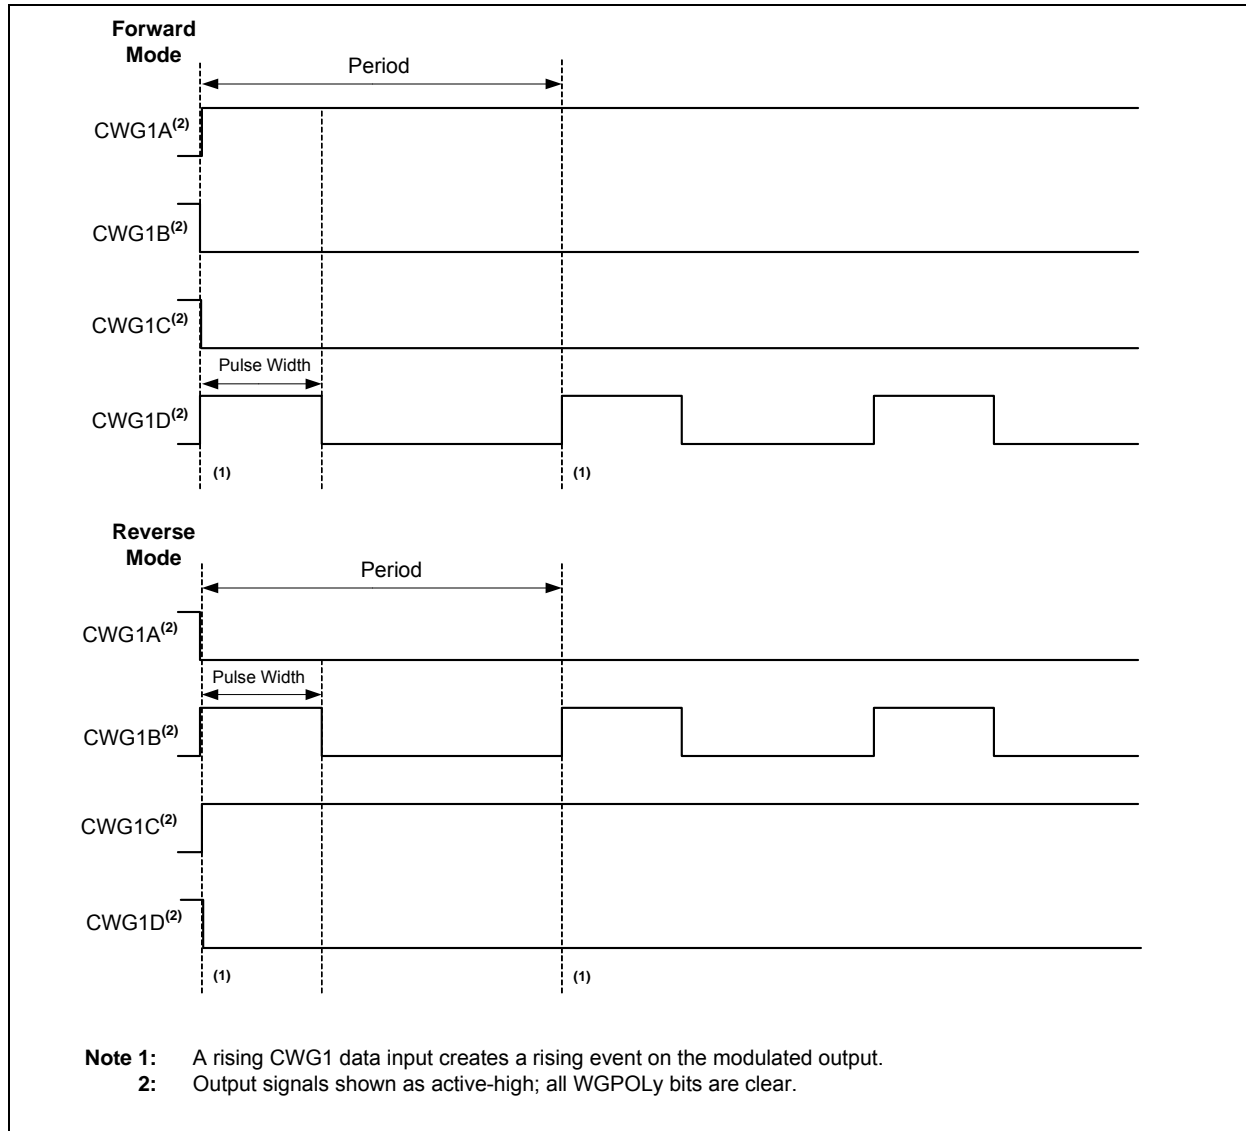 Forward
Mode
Period
CWG1A(2)
CWG1B(2)
CWG1C(2)
Pulse Width
CWG1D(2)
(1) (1)
Reverse
Mode
Period
CWG1A(2)
Pulse Width
CWG1B(2)
CWG1C(2)
CWG1D(2)
(1) (1)
Note 1: A rising CWG1 data input creates a rising event on the modulated output.
2: Output signals shown as active-high; all WGPOLy bits are clear.